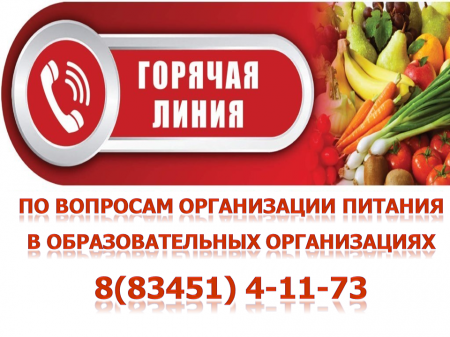 ГОРЯЧАЯ
ЛИНИЯ
ПО ВОПРОСАМ ОРГАНИЗАЦИИ ПИТАНИЯ
В ОБРАЗОВАТЕЛЬНЫХ ОРГАНИЗАЦИЯХ
8(83451) 4-11-73